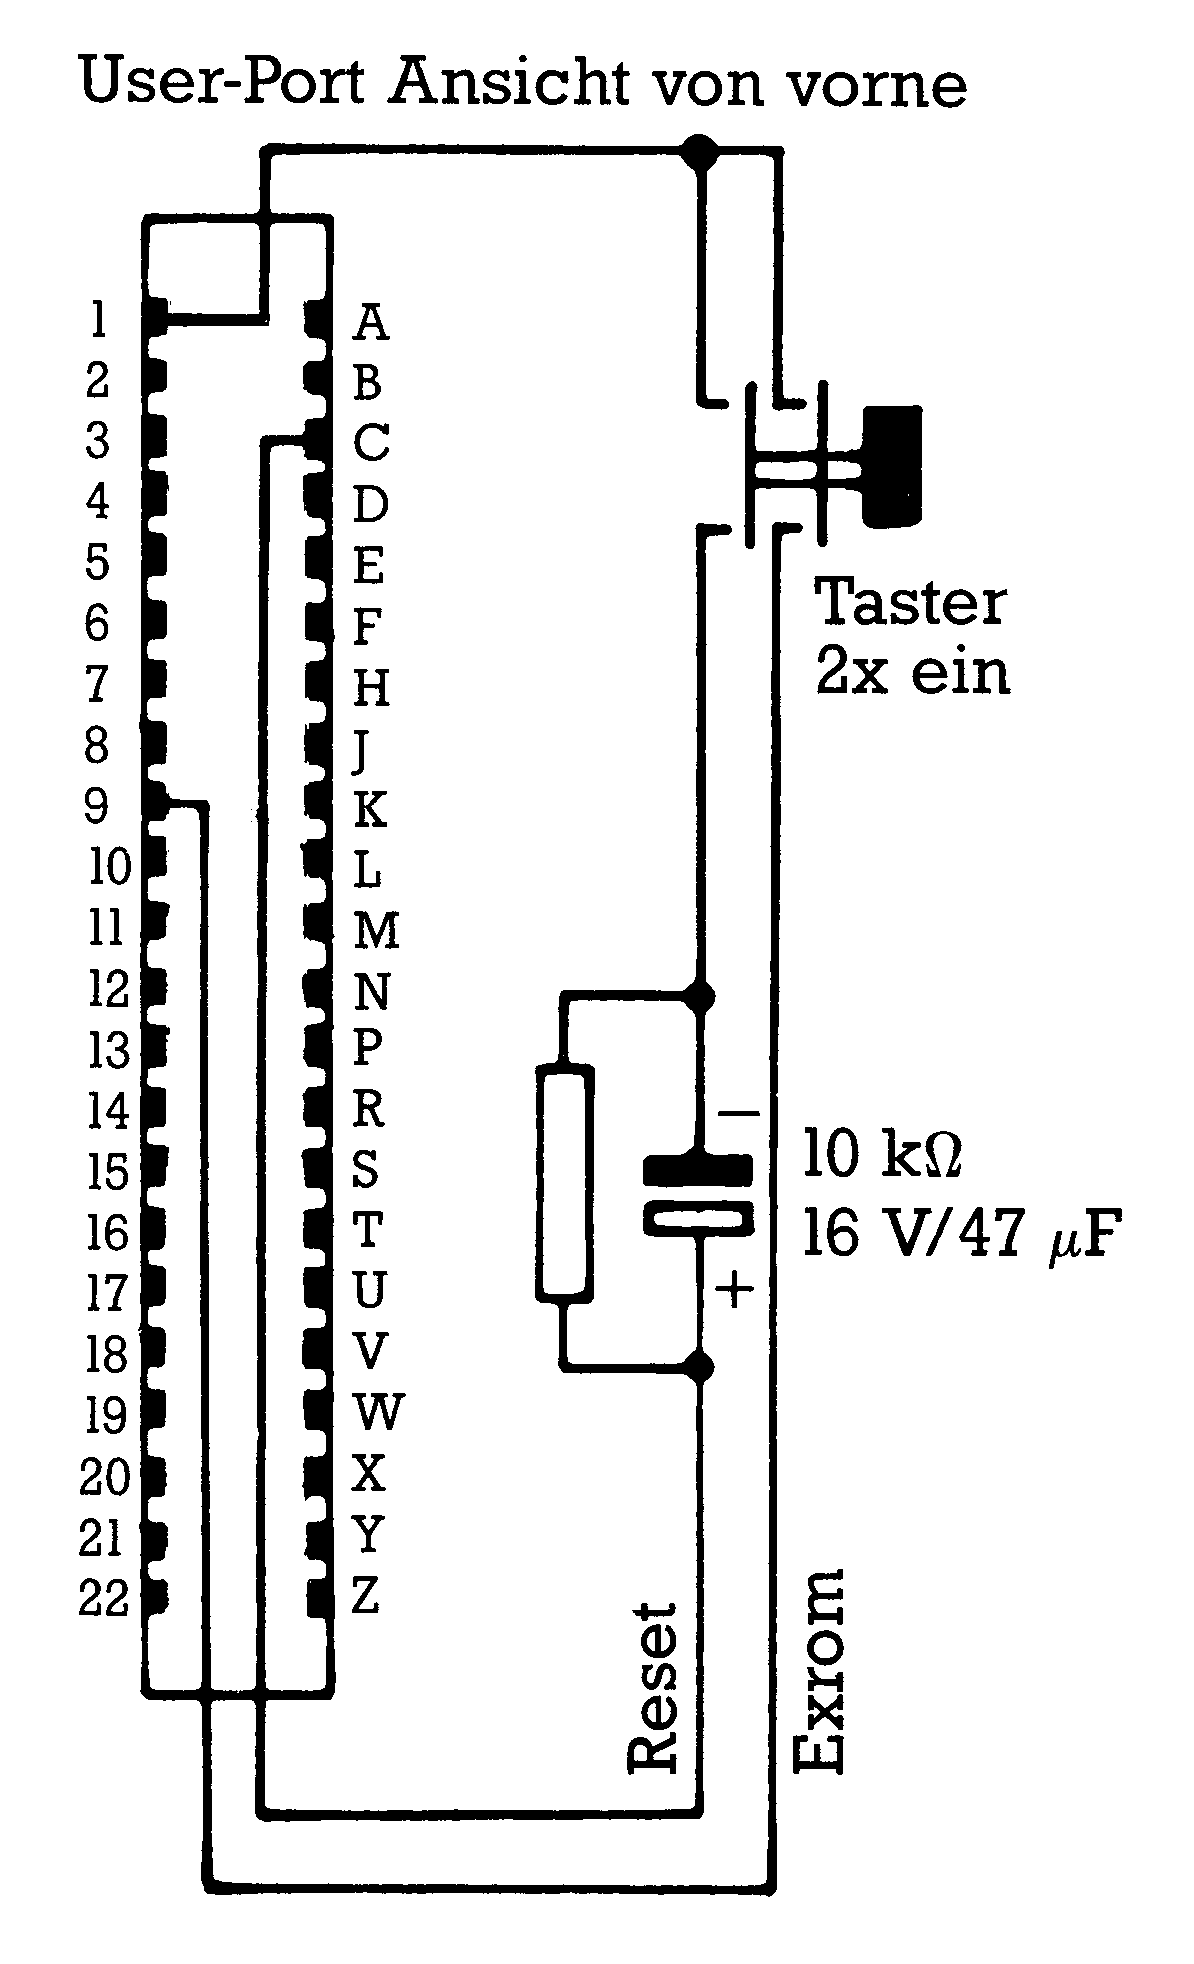 User-Port Ansicht von vorne
1 A
2 B
3 C
4 D
5 E
6 F
7 H
8 J
9 K
10 L
11 M
12 N
13 P
14 R
15 S
16 T
17 U
18 V
19 W
20 X
21 Y
22 Z
Taster
2x ein
−
10 kΩ
16 V/47 μF
+
Reset
Exrom